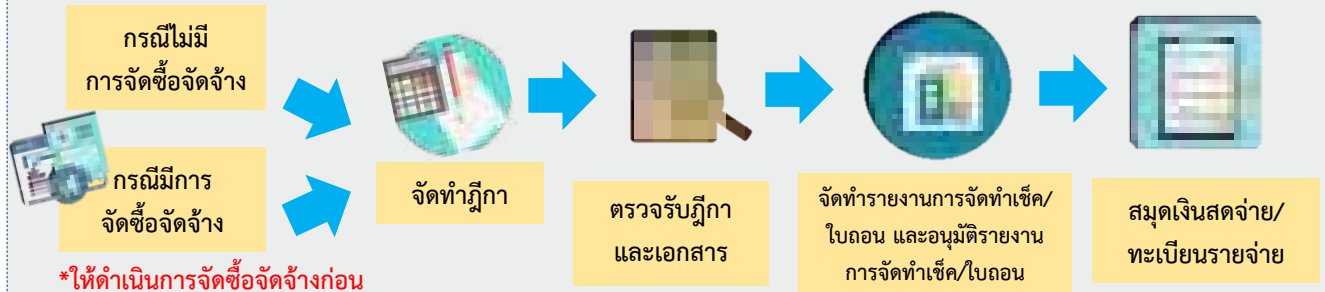 กรณีไม่มี
การจัดซื้อจัดจ้าง
กรณีมีการ
จัดซื้อจัดจ้าง
*ให้ดำเนินการจัดซื้อจัดจ้างก่อน
จัดทำฎีกา
ตรวจรับฎีกา
และเอกสาร
จัดทำรายงานการจัดทำเช็ค/
ใบถอน และอนุมัติรายงาน
การจัดทำเช็ค/ใบถอน
สมุดเงินสดจ่าย/
ทะเบียนรายจ่าย